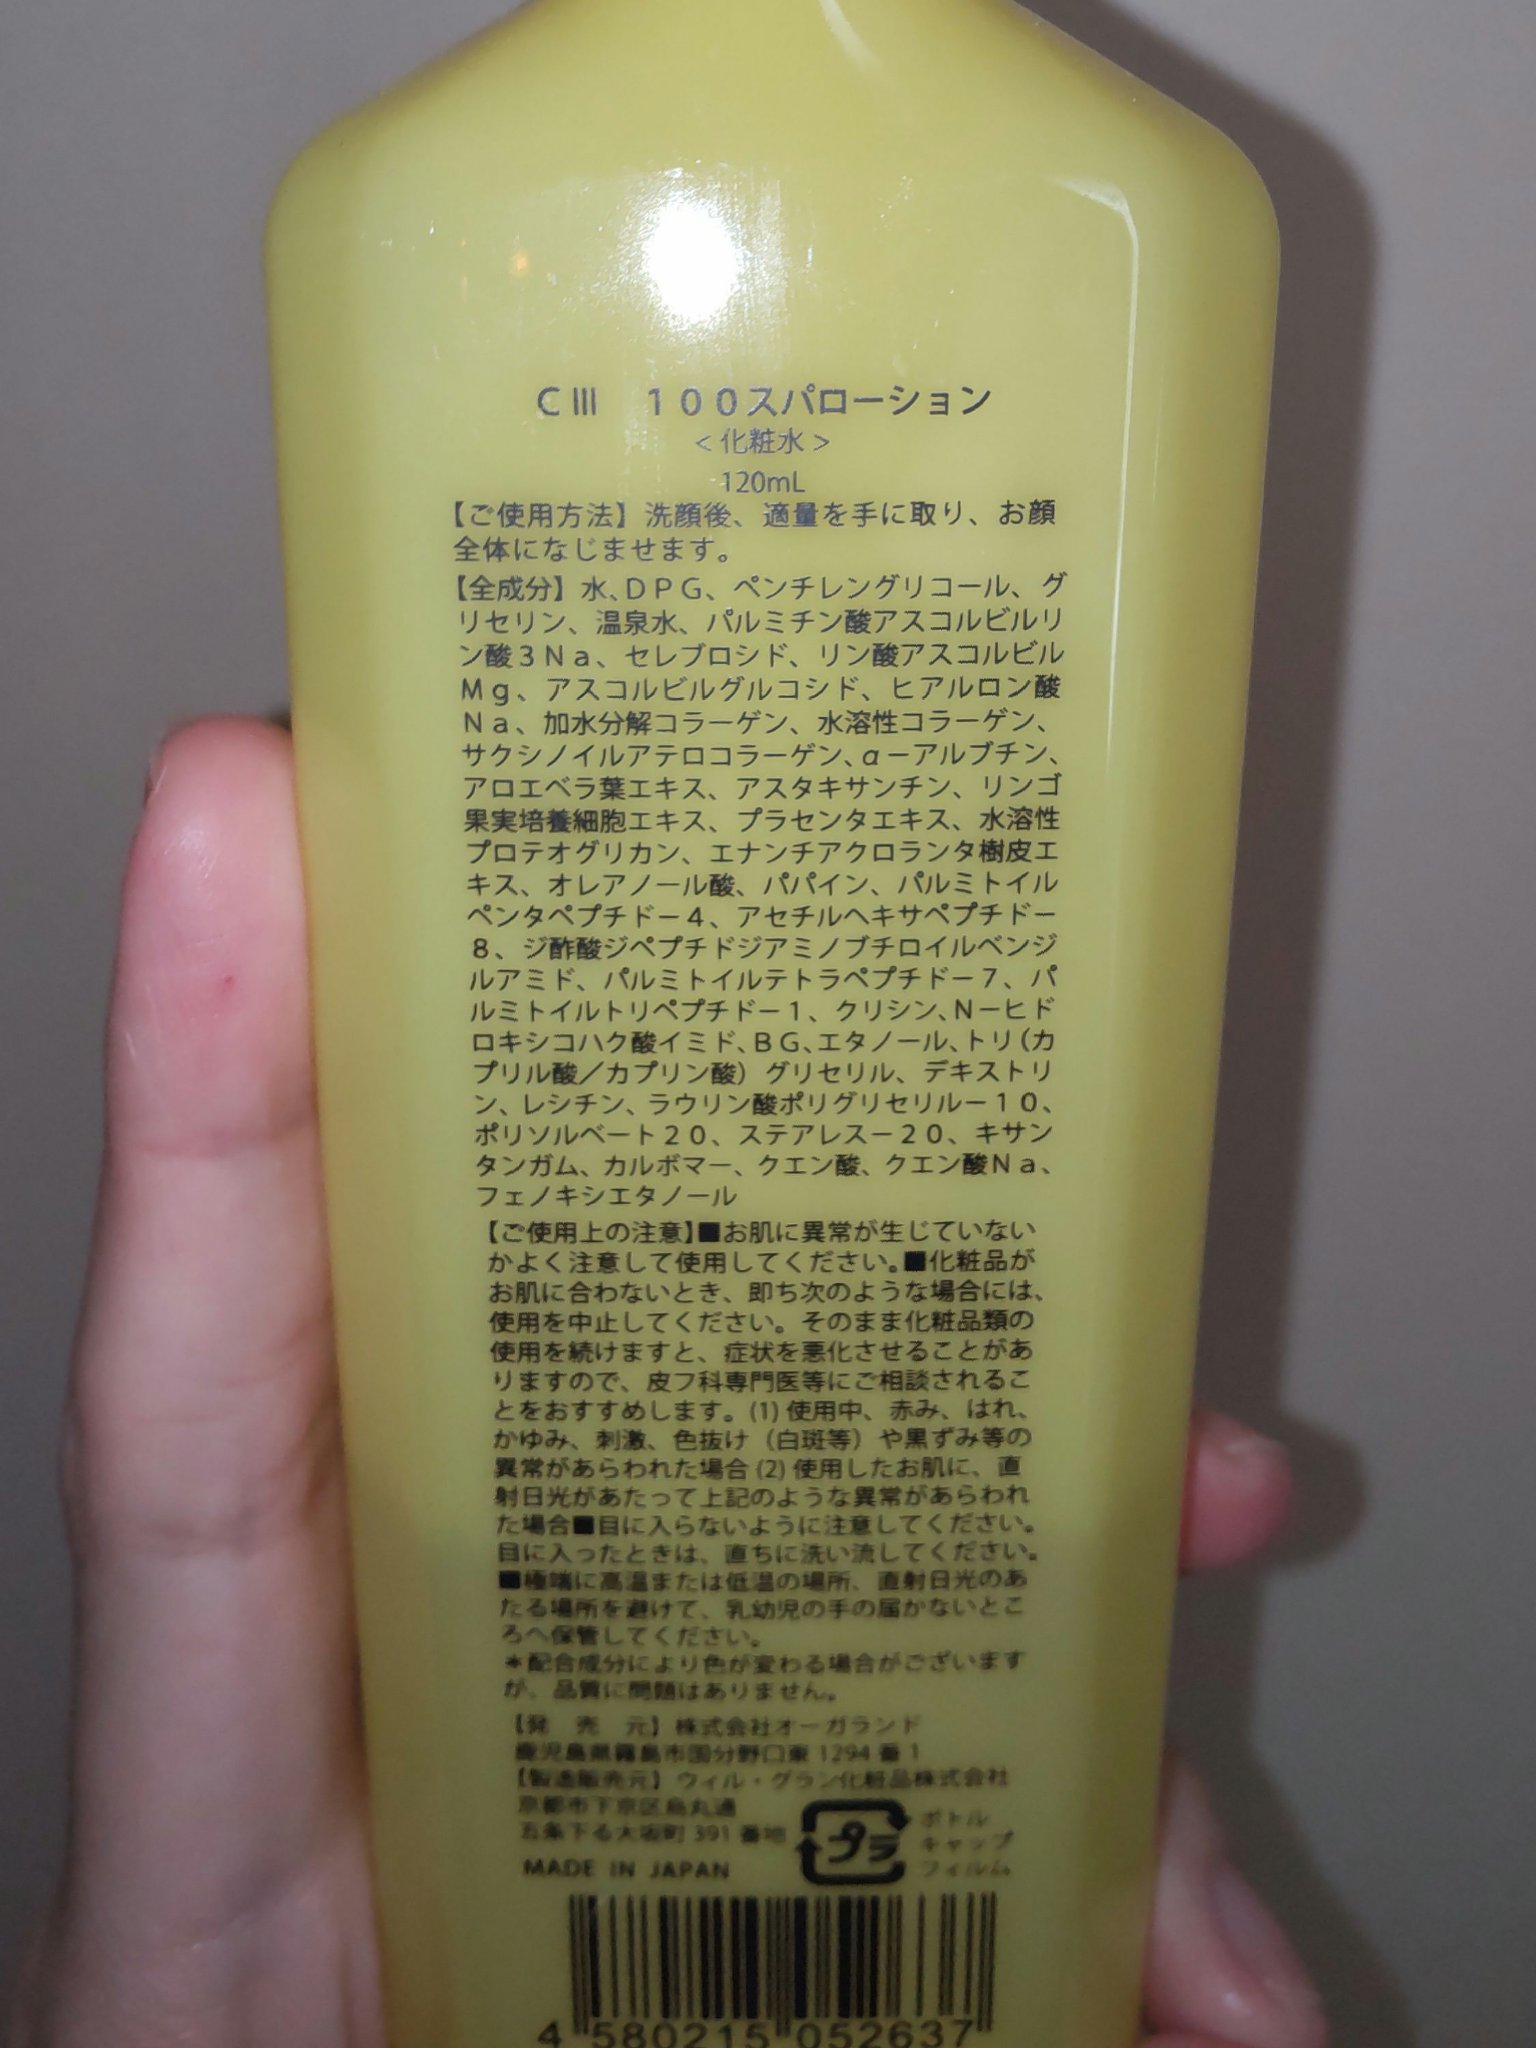 CⅢ １００スパローション
＜化粧水＞
120mL
【ご使用方法】洗顔後、適量を手に取り、お顔
全体になじませます。
【全成分】水、ＤＰＧ、ペンチレングリコール、グ
リセリン、温泉水、パルミチン酸アスコルビルリ
ン酸３Ｎａ、セレブロシド、リン酸アスコルビル
Ｍｇ、アスコルビルグルコシド、ヒアルロン酸
Ｎａ、加水分解コラーゲン、水溶性コラーゲン、
サクシノイルアテロコラーゲン、α－アルブチン、
アロエベラ葉エキス、アスタキサンチン、リンゴ
果実培養細胞エキス、プラセンタエキス、水溶性
プロテオグリカン、エナンチアクロランタ樹皮エ
キス、オレアノール酸、パパイン、パルミトイル
ペンタペプチド－４、アセチルヘキサペプチド－
８、ジ酢酸ジペプチドジアミノブチロイルベンジ
ルアミド、パルミトイルテトラペプチド－７、パ
ルミトイルトリペプチド－１、クリシン、Ｎ－ヒド
ロキシコハク酸イミド、ＢＧ、エタノール、トリ（カ
プリル酸／カプリン酸）グリセリル、デキストリ
ン、レシチン、ラウリン酸ポリグリセリル－１０、
ポリソルベート２０、ステアレス－２０、キサン
タンガム、カルボマー、クエン酸、クエン酸Ｎａ、
フェノキシエタノール
【ご使用上の注意】■お肌に異常が生じていない
かよく注意して使用してください。■化粧品が
お肌に合わないとき、即ち次のような場合には、
使用を中止してください。そのまま化粧品類の
使用を続けますと、症状を悪化させることがあ
りますので、皮フ科専門医等にご相談されるこ
とをおすすめします。(1) 使用中、赤み、はれ、
かゆみ、刺激、色抜け（白斑等）や黒ずみ等の
異常があらわれた場合 (2) 使用したお肌に、直
射日光があたって上記のような異常があらわれ
た場合■目に入らないように注意してください。
目に入ったときは、直ちに洗い流してください。
■極端に高温または低温の場所、直射日光のあ
たる場所を避けて、乳幼児の手の届かないとこ
ろへ保管してください。
＊配合成分により色が変わる場合がございます
が、品質に問題はありません。
【発 売 元】株式会社オーガランド
鹿児島県霧島市国分野口東 1294 番 1
【製造販売元】ウィル・グラン化粧品株式会社
京都市下京区烏丸通
五条下る大坂町 391 番地
プラ
ボトル
キャップ
フィルム
MADE IN JAPAN
4 580215 052637